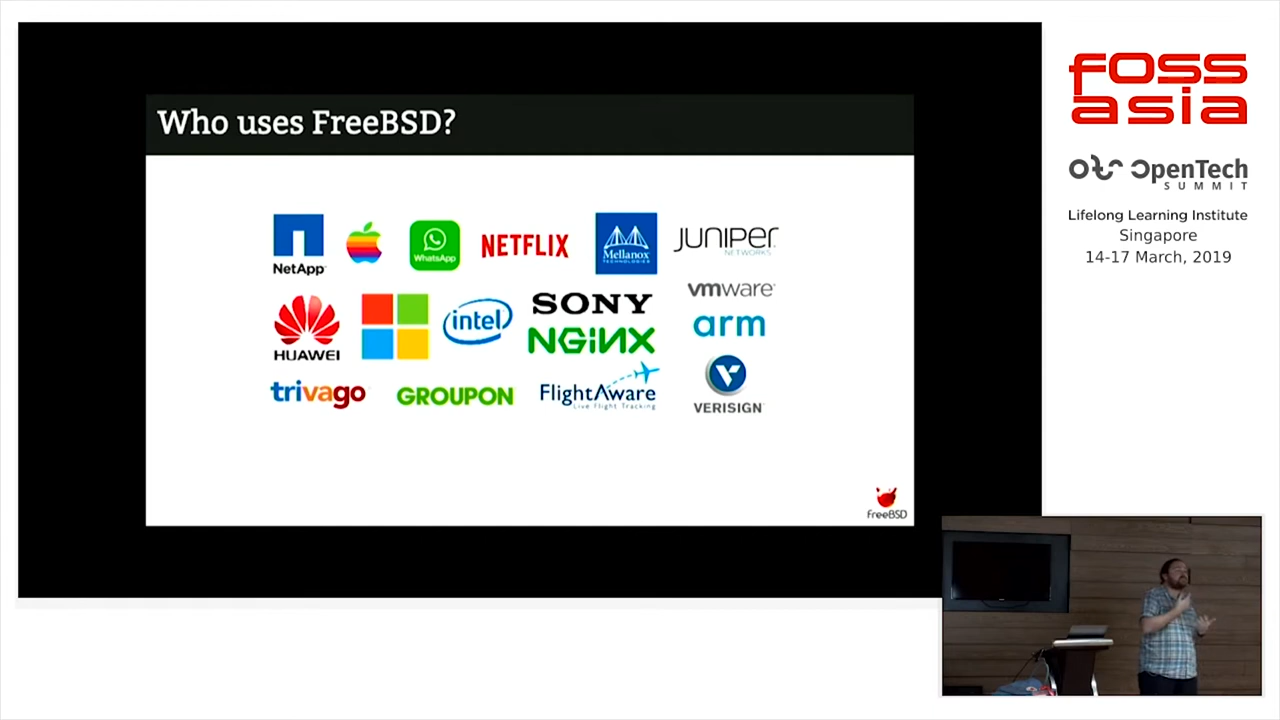 Who uses FreeBSD?
NetApp
WhatsApp
NETFLIX
Mellanox
TECHNOLOGIES
JUNIPer
NETWORKS
HUAWEI
intel
SONY
NGiNX
vmware
arm
trivago
GROUPON
FlightAware
Live Flight Tracking
VERISIGN
FreeBSD
fOSS
asia
OpenTech
SUMMIT
Lifelong Learning Institute
Singapore
14-17 March, 2019